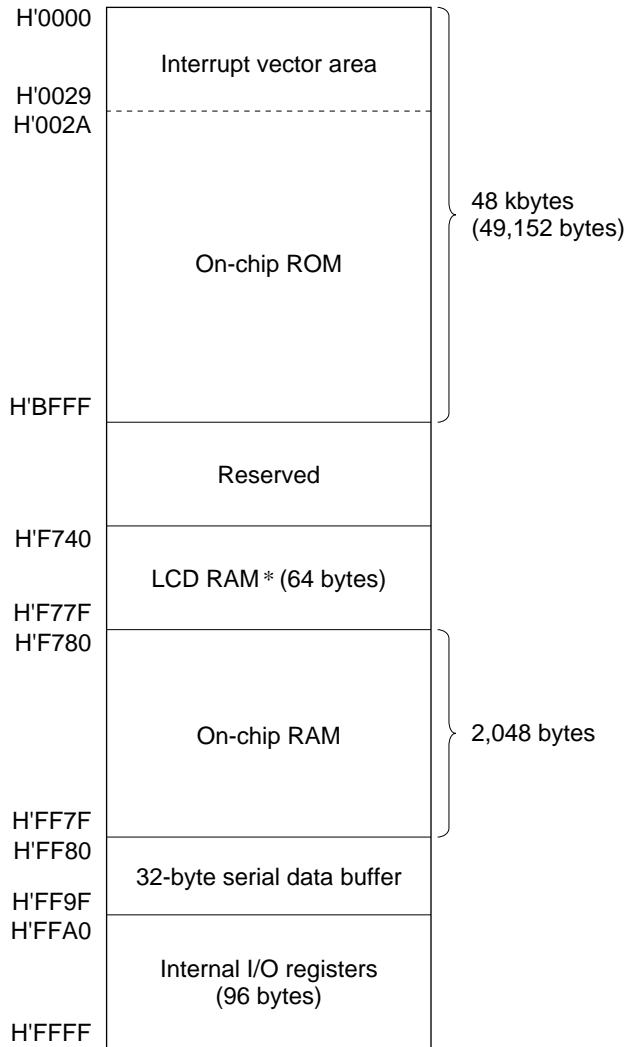 H'0000
Interrupt vector area
H'0029
H'002A
48 kbytes
(49,152 bytes)
On-chip ROM
H'BFFF
Reserved
H'F740
LCD RAM* (64 bytes)
H'F77F
H'F780
On-chip RAM
2,048 bytes
H'FF7F
H'FF80
32-byte serial data buffer
H'FF9F
H'FFA0
Internal I/O registers
(96 bytes)
H'FFFF